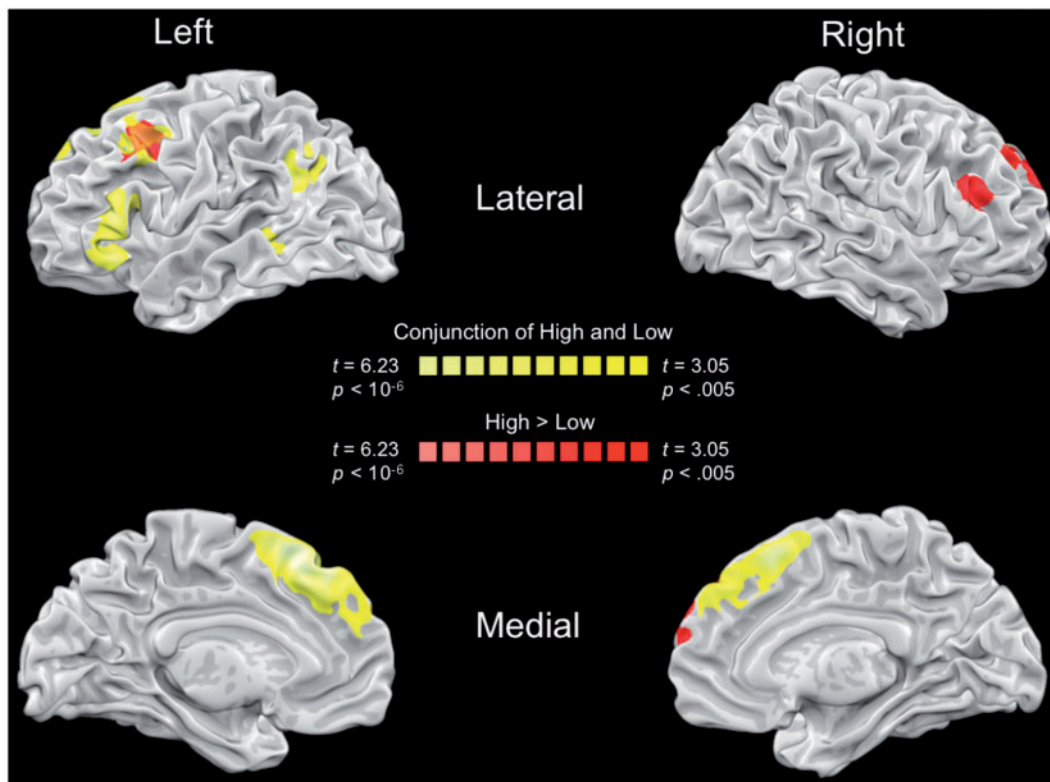 Left
Right
Lateral
Conjunction of High and Low
t = 6.23
t = 3.05
p < 10⁻⁶
p < .005
High > Low
t = 6.23
t = 3.05
p < 10⁻⁶
p < .005
Medial